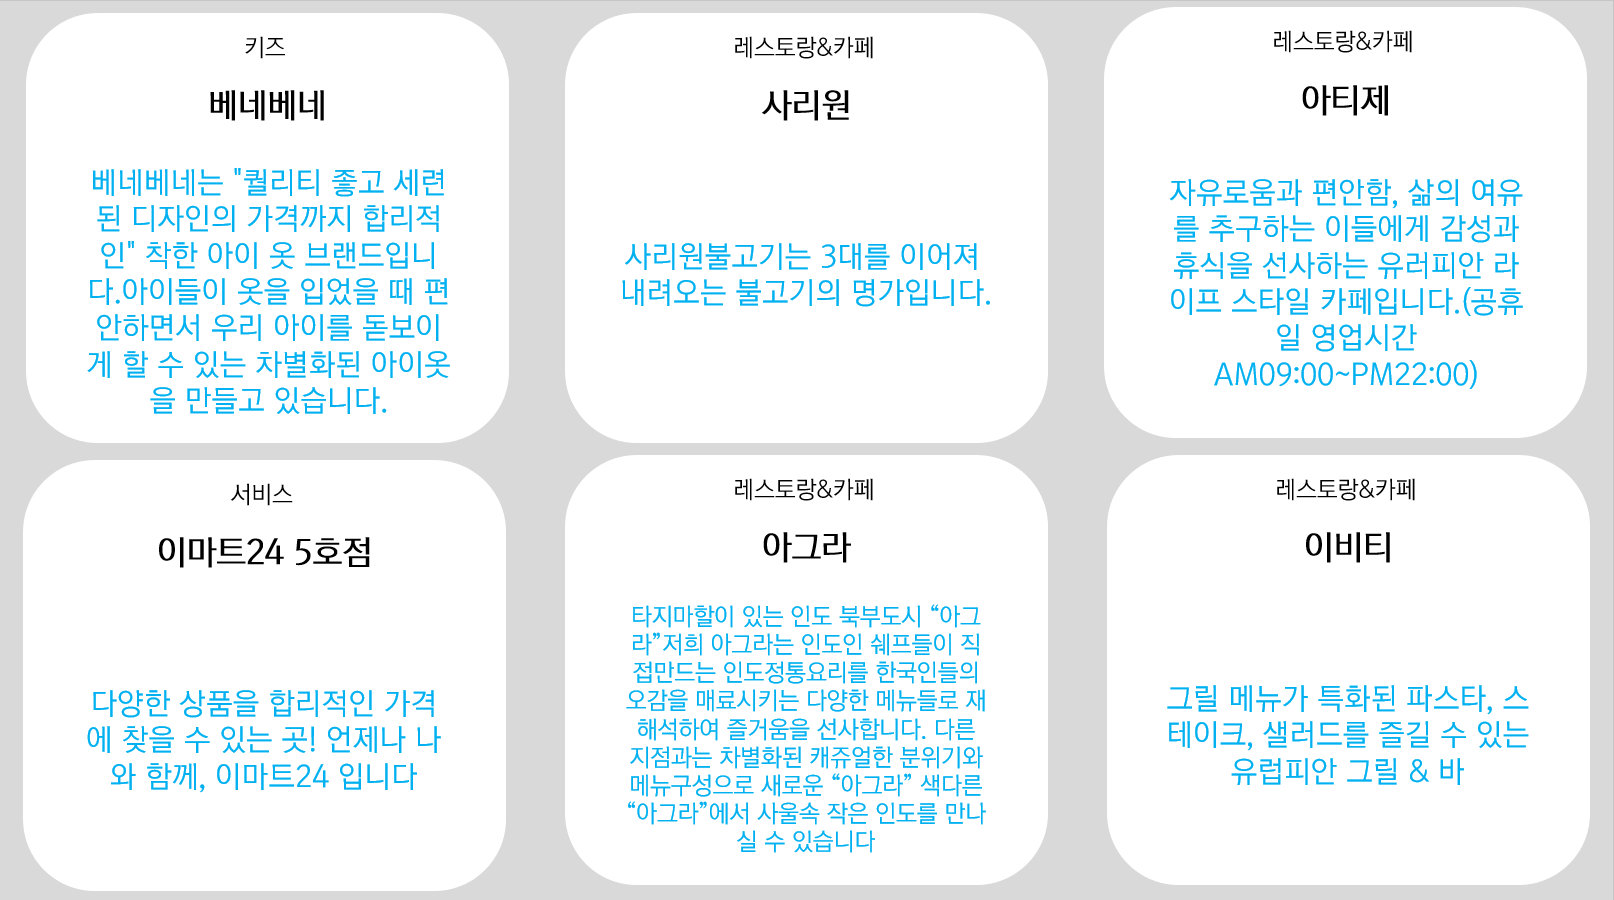 키즈
베네베네
베네베네는 "퀄리티 좋고 세련
된 디자인의 가격까지 합리적
인" 착한 아이 옷 브랜드입니
다.아이들이 옷을 입었을 때 편
안하면서 우리 아이를 돋보이
게 할 수 있는 차별화된 아이옷
을 만들고 있습니다.
레스토랑&카페
사리원
사리원불고기는 3대를 이어져
내려오는 불고기의 명가입니다.
레스토랑&카페
아티제
자유로움과 편안함, 삶의 여유
를 추구하는 이들에게 감성과
휴식을 선사하는 유러피안 라
이프 스타일 카페입니다.(공휴
일 영업시간
AM09:00~PM22:00)
서비스
이마트24 5호점
다양한 상품을 합리적인 가격
에 찾을 수 있는 곳! 언제나 나
와 함께, 이마트24 입니다
레스토랑&카페
아그라
타지마할이 있는 인도 북부도시 “아그
라”저희 아그라는 인도인 쉐프들이 직
접만드는 인도정통요리를 한국인들의
오감을 매료시키는 다양한 메뉴들로 재
해석하여 즐거움을 선사합니다. 다른
지점과는 차별화된 캐쥬얼한 분위기와
메뉴구성으로 새로운 “아그라” 색다른
“아그라”에서 사울속 작은 인도를 만나
실 수 있습니다
레스토랑&카페
이비티
그릴 메뉴가 특화된 파스타, 스
테이크, 샐러드를 즐길 수 있는
유럽피안 그릴 & 바